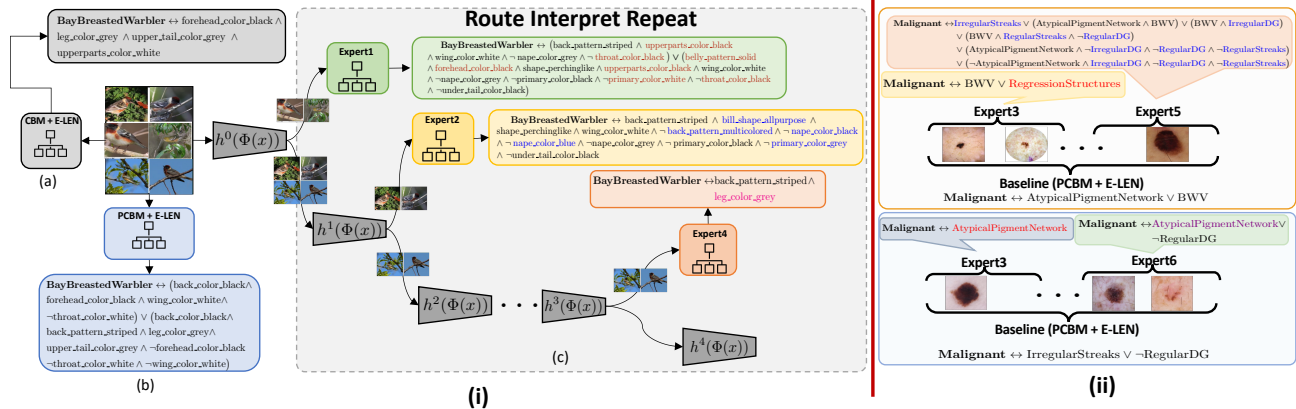 BayBreastedWarbler ↔ forehead_color_black ∧
leg_color_grey ∧ upper_tail_color_grey ∧
upperparts_color_white
CBM + E-LEN
(a)
PCBM + E-LEN
BayBreastedWarbler ↔ (back_color_black∧
forehead_color_black ∧ wing_color_white∧
¬throat_color_white) ∨ (back_color_black∧
back_pattern_striped ∧ leg_color_grey∧
upper_tail_color_grey ∧ ¬forehead_color_black
¬throat_color_white ∧ ¬wing_color_white)
(b)
Route Interpret Repeat
h⁰(Φ(x))
Expert1
BayBreastedWarbler ↔ (back_pattern_striped ∧ upperparts_color_black
∧ wing_color_white ∧ ¬ nape_color_grey ∧ ¬ throat_color_black ) ∨ (belly_pattern_solid
∧ forehead_color_black ∧ shape_perchinglike ∧ upperparts_color_black ∧ wing_color_white
∧ ¬nape_color_grey ∧ ¬primary_color_black ∧ ¬primary_color_white ∧ ¬throat_color_black
∧ ¬under_tail_color_black)
Expert2
BayBreastedWarbler ↔ back_pattern_striped ∧ bill_shape_allpurpose ∧
shape_perchinglike ∧ wing_color_white ∧ ¬ back_pattern_multicolored ∧ ¬ nape_color_black
∧ ¬ nape_color_blue ∧ ¬nape_color_grey ∧ ¬ primary_color_black ∧ ¬primary_color_grey
∧ ¬under_tail_color_black
h¹(Φ(x))
BayBreastedWarbler ↔back_pattern_striped∧
leg_color_grey
Expert4
h²(Φ(x))
h³(Φ(x))
h⁴(Φ(x))
(c)
(i)
Malignant ↔IrregularStreaks ∨ (AtypicalPigmentNetwork ∧ BWV) ∨ (BWV ∧ IrregularDG)
∨ (BWV ∧ RegularStreaks ∧ ¬RegularDG)
∨ (AtypicalPigmentNetwork ∧ ¬IrregularDG ∧ ¬RegularDG ∧ ¬RegularStreaks)
∨ (¬AtypicalPigmentNetwork ∧ ¬IrregularDG ∧ ¬RegularDG ∧ ¬RegularStreaks)
Malignant ↔ BWV ∨ RegressionStructures
Expert3
Expert5
Baseline (PCBM + E-LEN)
Malignant ↔ AtypicalPigmentNetwork ∨ BWV
Malignant ↔ AtypicalPigmentNetwork
Malignant ↔AtypicalPigmentNetwork∨
¬RegularDG
Expert3
Expert6
Baseline (PCBM + E-LEN)
Malignant ↔ IrregularStreaks ∨ ¬RegularDG
(ii)